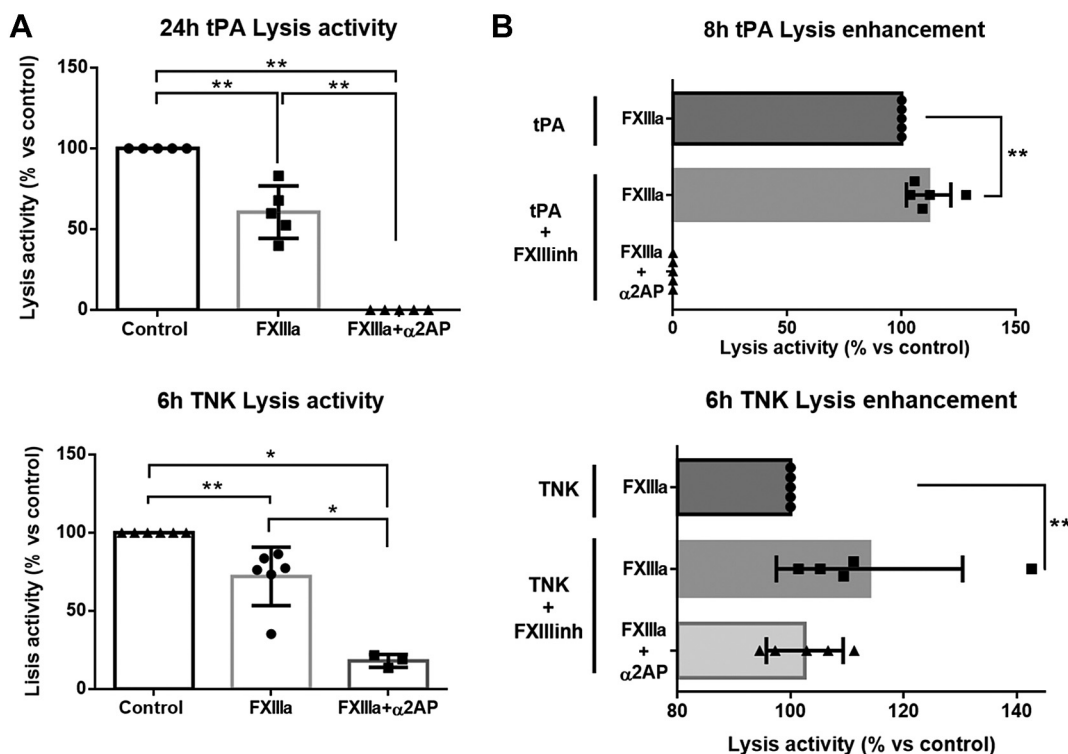 A
24h tPA Lysis activity
Lysis activity (% vs control)
150
100
50
0
**
**
**
Control
FXIIIa
FXIIIa+α2AP
6h TNK Lysis activity
Lisis activity (% vs control)
150
100
50
0
*
**
*
Control
FXIIIa
FXIIIa+α2AP
B
8h tPA Lysis enhancement
tPA
FXIIIa
tPA
+
FXIIIinh
FXIIIa
FXIIIa
+
α2AP
**
0
50
100
150
Lysis activity (% vs control)
6h TNK Lysis enhancement
TNK
FXIIIa
TNK
+
FXIIIinh
FXIIIa
FXIIIa
+
α2AP
**
80
100
120
140
Lysis activity (% vs control)